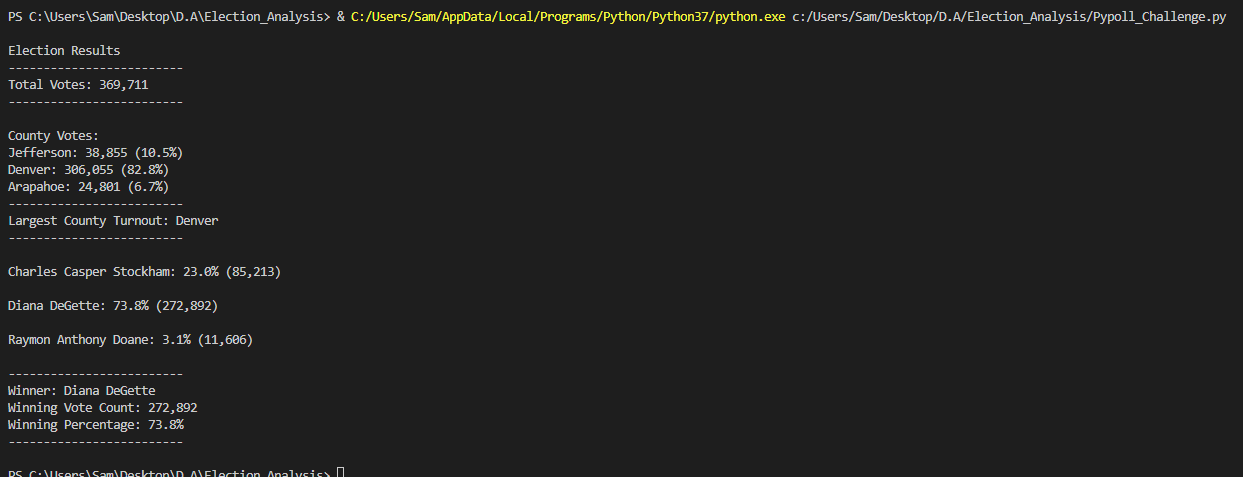 PS C:\Users\Sam\Desktop\D.A\Election_Analysis> & C:/Users/Sam/AppData/Local/Programs/Python/Python37/python.exe c:/Users/Sam/Desktop/D.A/Election_Analysis/Pypoll_Challenge.py
Election Results
-------------------------
Total Votes: 369,711
-------------------------
County Votes:
Jefferson: 38,855 (10.5%)
Denver: 306,055 (82.8%)
Arapahoe: 24,801 (6.7%)
-------------------------
Largest County Turnout: Denver
-------------------------
Charles Casper Stockham: 23.0% (85,213)
Diana DeGette: 73.8% (272,892)
Raymon Anthony Doane: 3.1% (11,606)
-------------------------
Winner: Diana DeGette
Winning Vote Count: 272,892
Winning Percentage: 73.8%
-------------------------
PS C:\Users\Sam\Desktop\D.A\Election_Analysis>